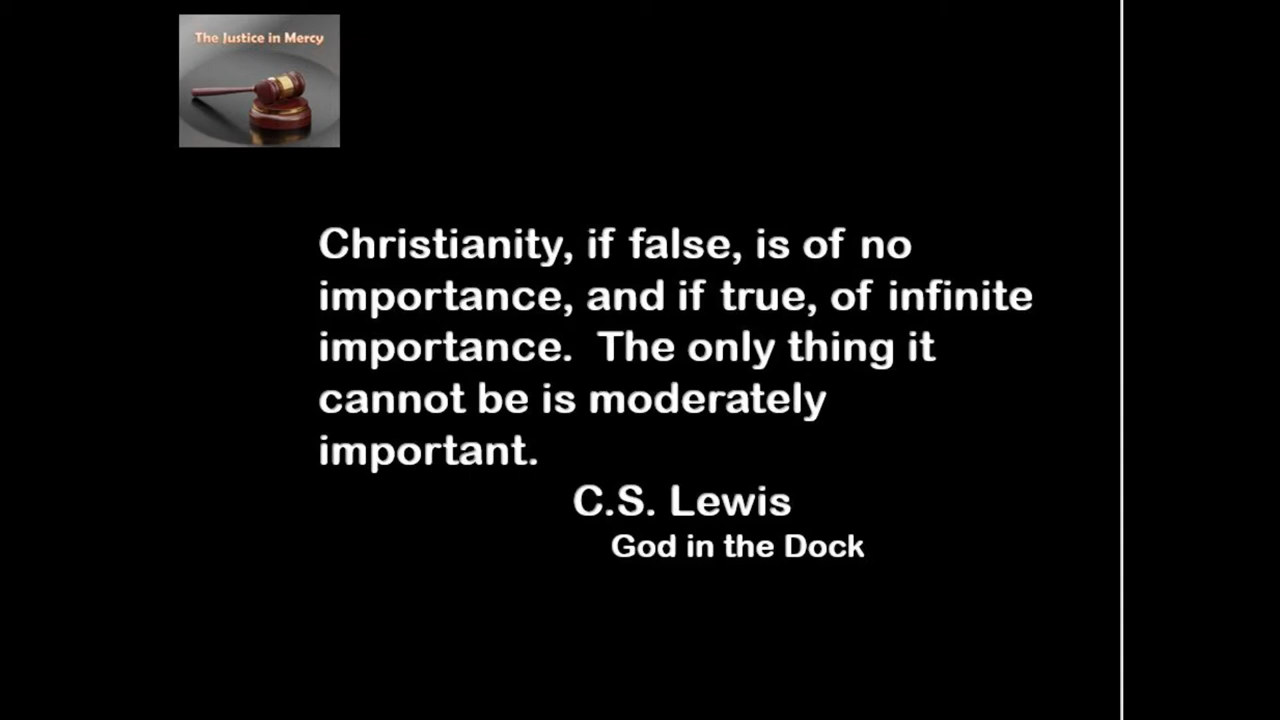 The Justice in Mercy
Christianity, if false, is of no
importance, and if true, of infinite
importance. The only thing it
cannot be is moderately
important.
C.S. Lewis
God in the Dock